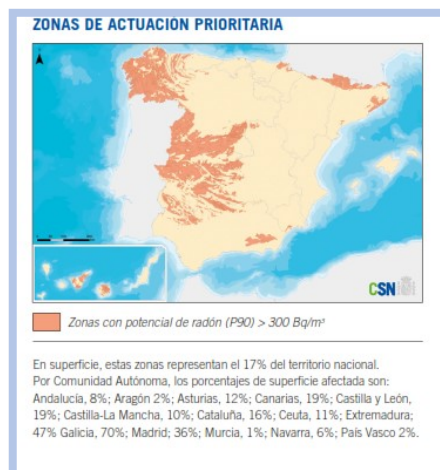 ZONAS DE ACTUACIÓN PRIORITARIA
CSN
Zonas con potencial de radón (P90) > 300 Bq/m³
En superficie, estas zonas representan el 17% del territorio nacional.
Por Comunidad Autónoma, los porcentajes de superficie afectada son:
Andalucía, 8%; Aragón 2%; Asturias, 12%; Canarias, 19%; Castilla y León,
19%; Castilla-La Mancha, 10%; Cataluña, 16%; Ceuta, 11%; Extremadura;
47% Galicia, 70%; Madrid; 36%; Murcia, 1%; Navarra, 6%; País Vasco 2%.